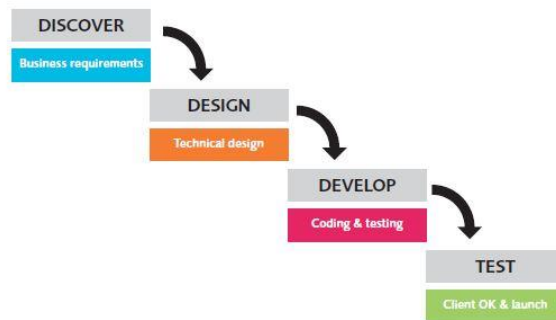 DISCOVER
Business requirements
DESIGN
Technical design
DEVELOP
Coding & testing
TEST
Client OK & launch